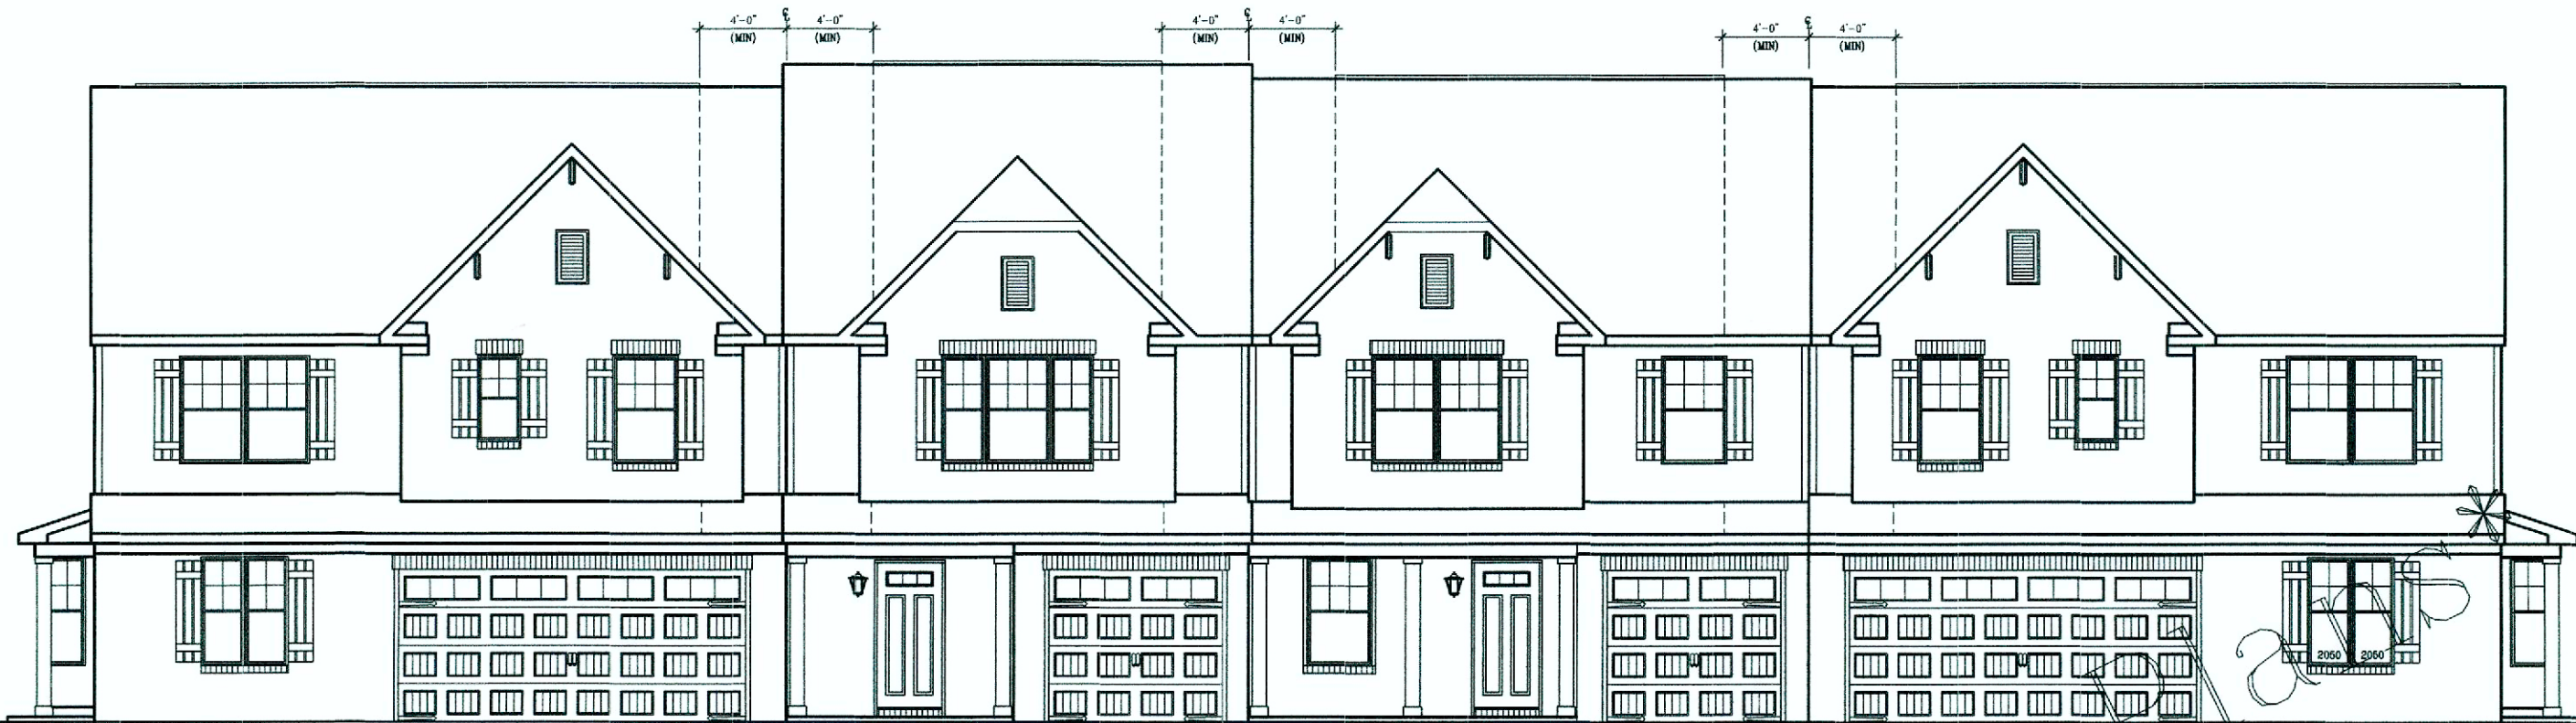 ℄ ℄ ℄
4'-0" 4'-0" 4'-0" 4'-0" 4'-0" 4'-0"
(MIN) (MIN) (MIN) (MIN) (MIN) (MIN)
2050 2050